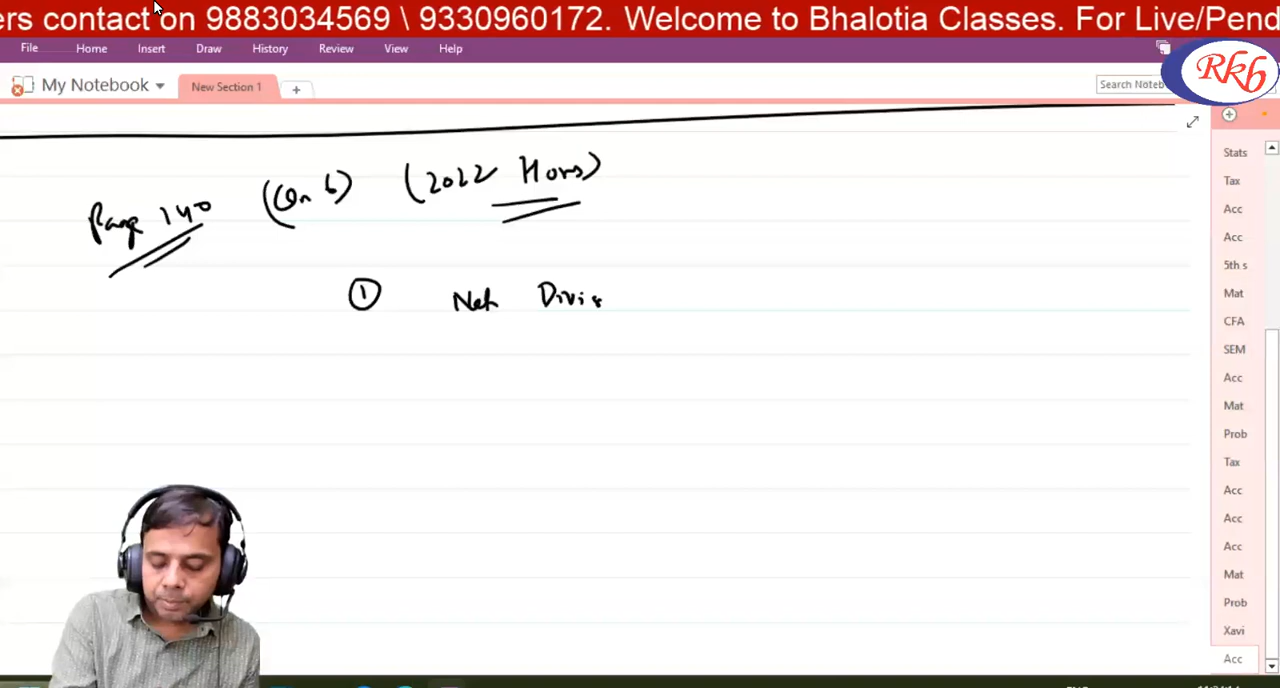 ers contact on 9883034569 \ 9330960172. Welcome to Bhalotia Classes. For Live/Pend
File Home Insert Draw History Review View Help
Rkb
My Notebook New Section 1 + Search Noteb
Page 140 (Qn 6) (2022 Hons)
① Net Divis
Stats
Tax
Acc
Acc
5th s
Mat
CFA
SEM
Acc
Mat
Prob
Tax
Acc
Acc
Acc
Mat
Prob
Xavi
Acc